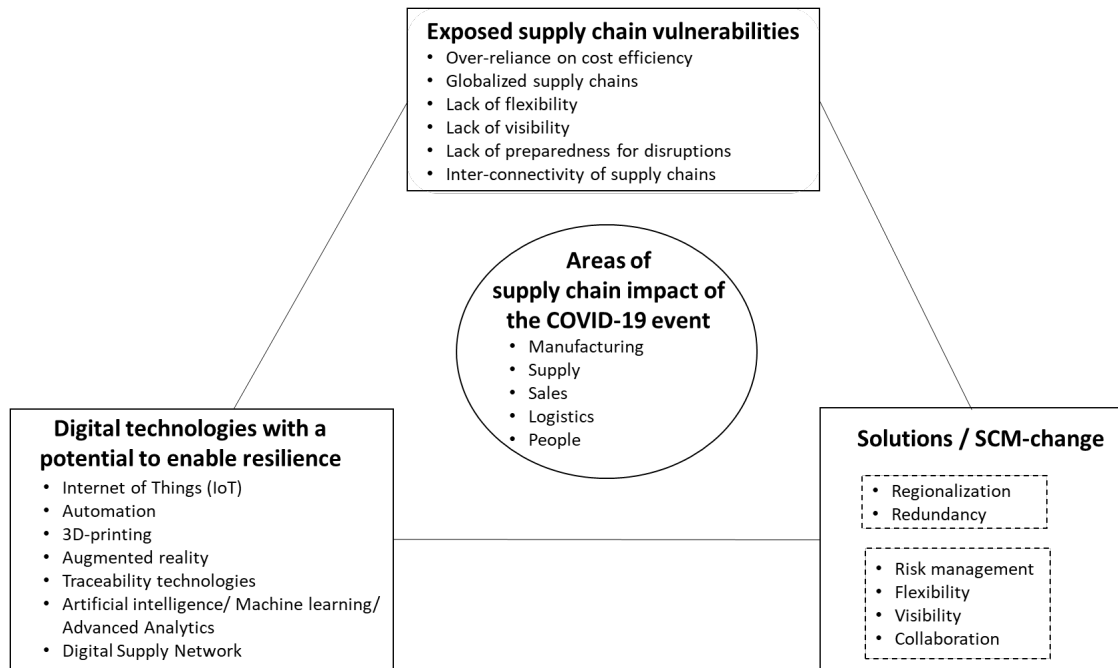 Exposed supply chain vulnerabilities
• Over-reliance on cost efficiency
• Globalized supply chains
• Lack of flexibility
• Lack of visibility
• Lack of preparedness for disruptions
• Inter-connectivity of supply chains
Areas of
supply chain impact of
the COVID-19 event
• Manufacturing
• Supply
• Sales
• Logistics
• People
Digital technologies with a
potential to enable resilience
• Internet of Things (IoT)
• Automation
• 3D-printing
• Augmented reality
• Traceability technologies
• Artificial intelligence/ Machine learning/
Advanced Analytics
• Digital Supply Network
Solutions / SCM-change
• Regionalization
• Redundancy
• Risk management
• Flexibility
• Visibility
• Collaboration